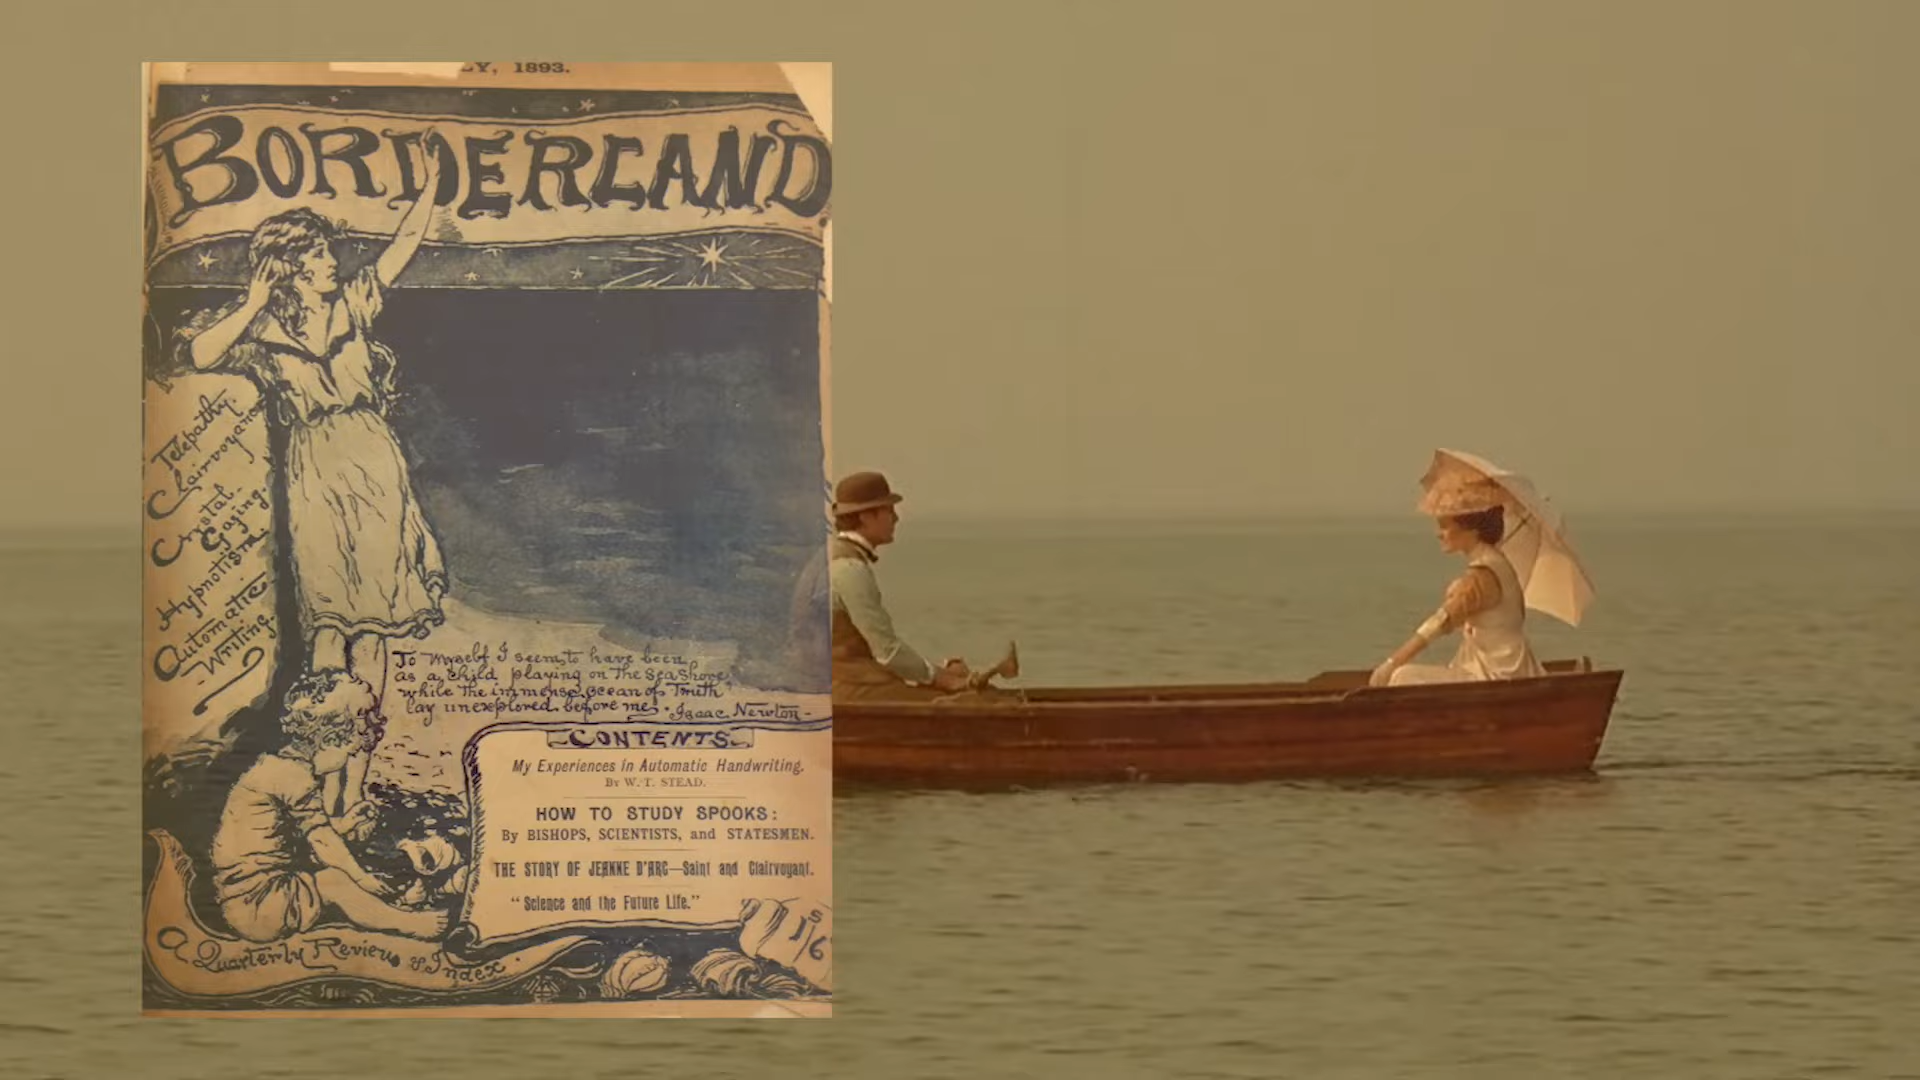 LY, 1893.
BORDERLAND
Telepathy.
Clairvoyance
Crystal-
Gazing.
Hypnotism.
Automatic
Writing.
To myself I seem to have been
as a child playing on the seashore
while the immense ocean of Truth
lay unexplored before me. Isaac Newton-
CONTENTS.
My Experiences in Automatic Handwriting.
By W. T. STEAD.
HOW TO STUDY SPOOKS:
By BISHOPS, SCIENTISTS, and STATESMEN.
THE STORY OF JEANNE D'ARC—Saint and Clairvoyant.
"Science and the Future Life."
A Quarterly Review & Index.
S
1/6